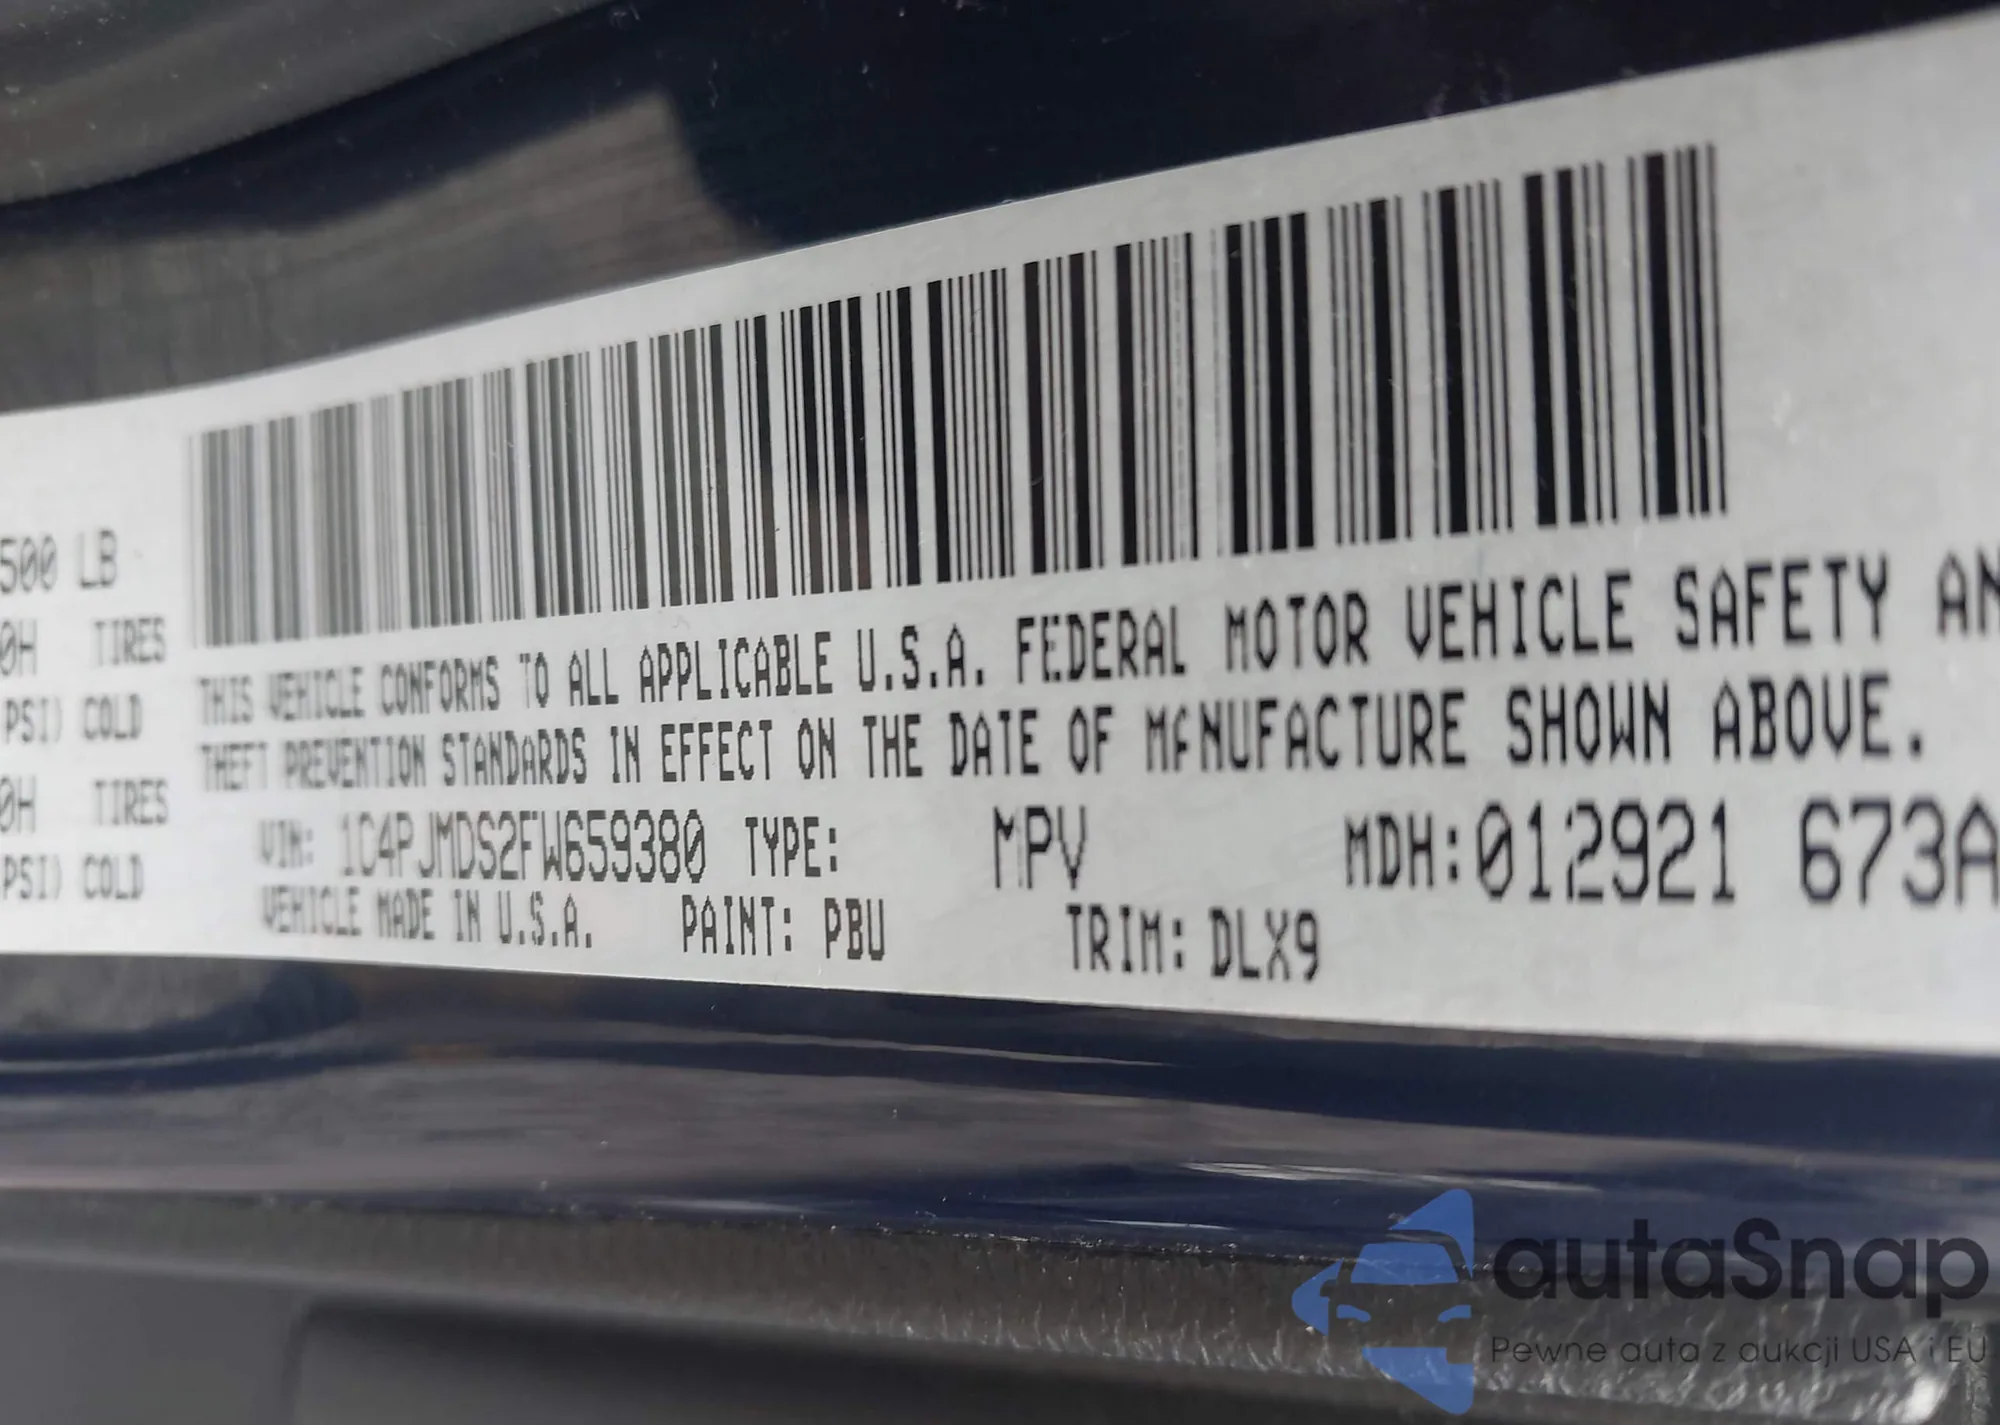 500 LB
0H TIRES
PSI) COLD
0H TIRES
PSI) COLD
THIS VEHICLE CONFORMS TO ALL APPLICABLE U.S.A. FEDERAL MOTOR VEHICLE SAFETY AN
THEFT PREVENTION STANDARDS IN EFFECT ON THE DATE OF MANUFACTURE SHOWN ABOVE.
VIN: 1C4PJMDS2FW659380 TYPE: MPV MDH:012921 673A
VEHICLE MADE IN U.S.A. PAINT: PBU TRIM: DLX9
autaSnap
Pewne auta z aukcji USA i EU